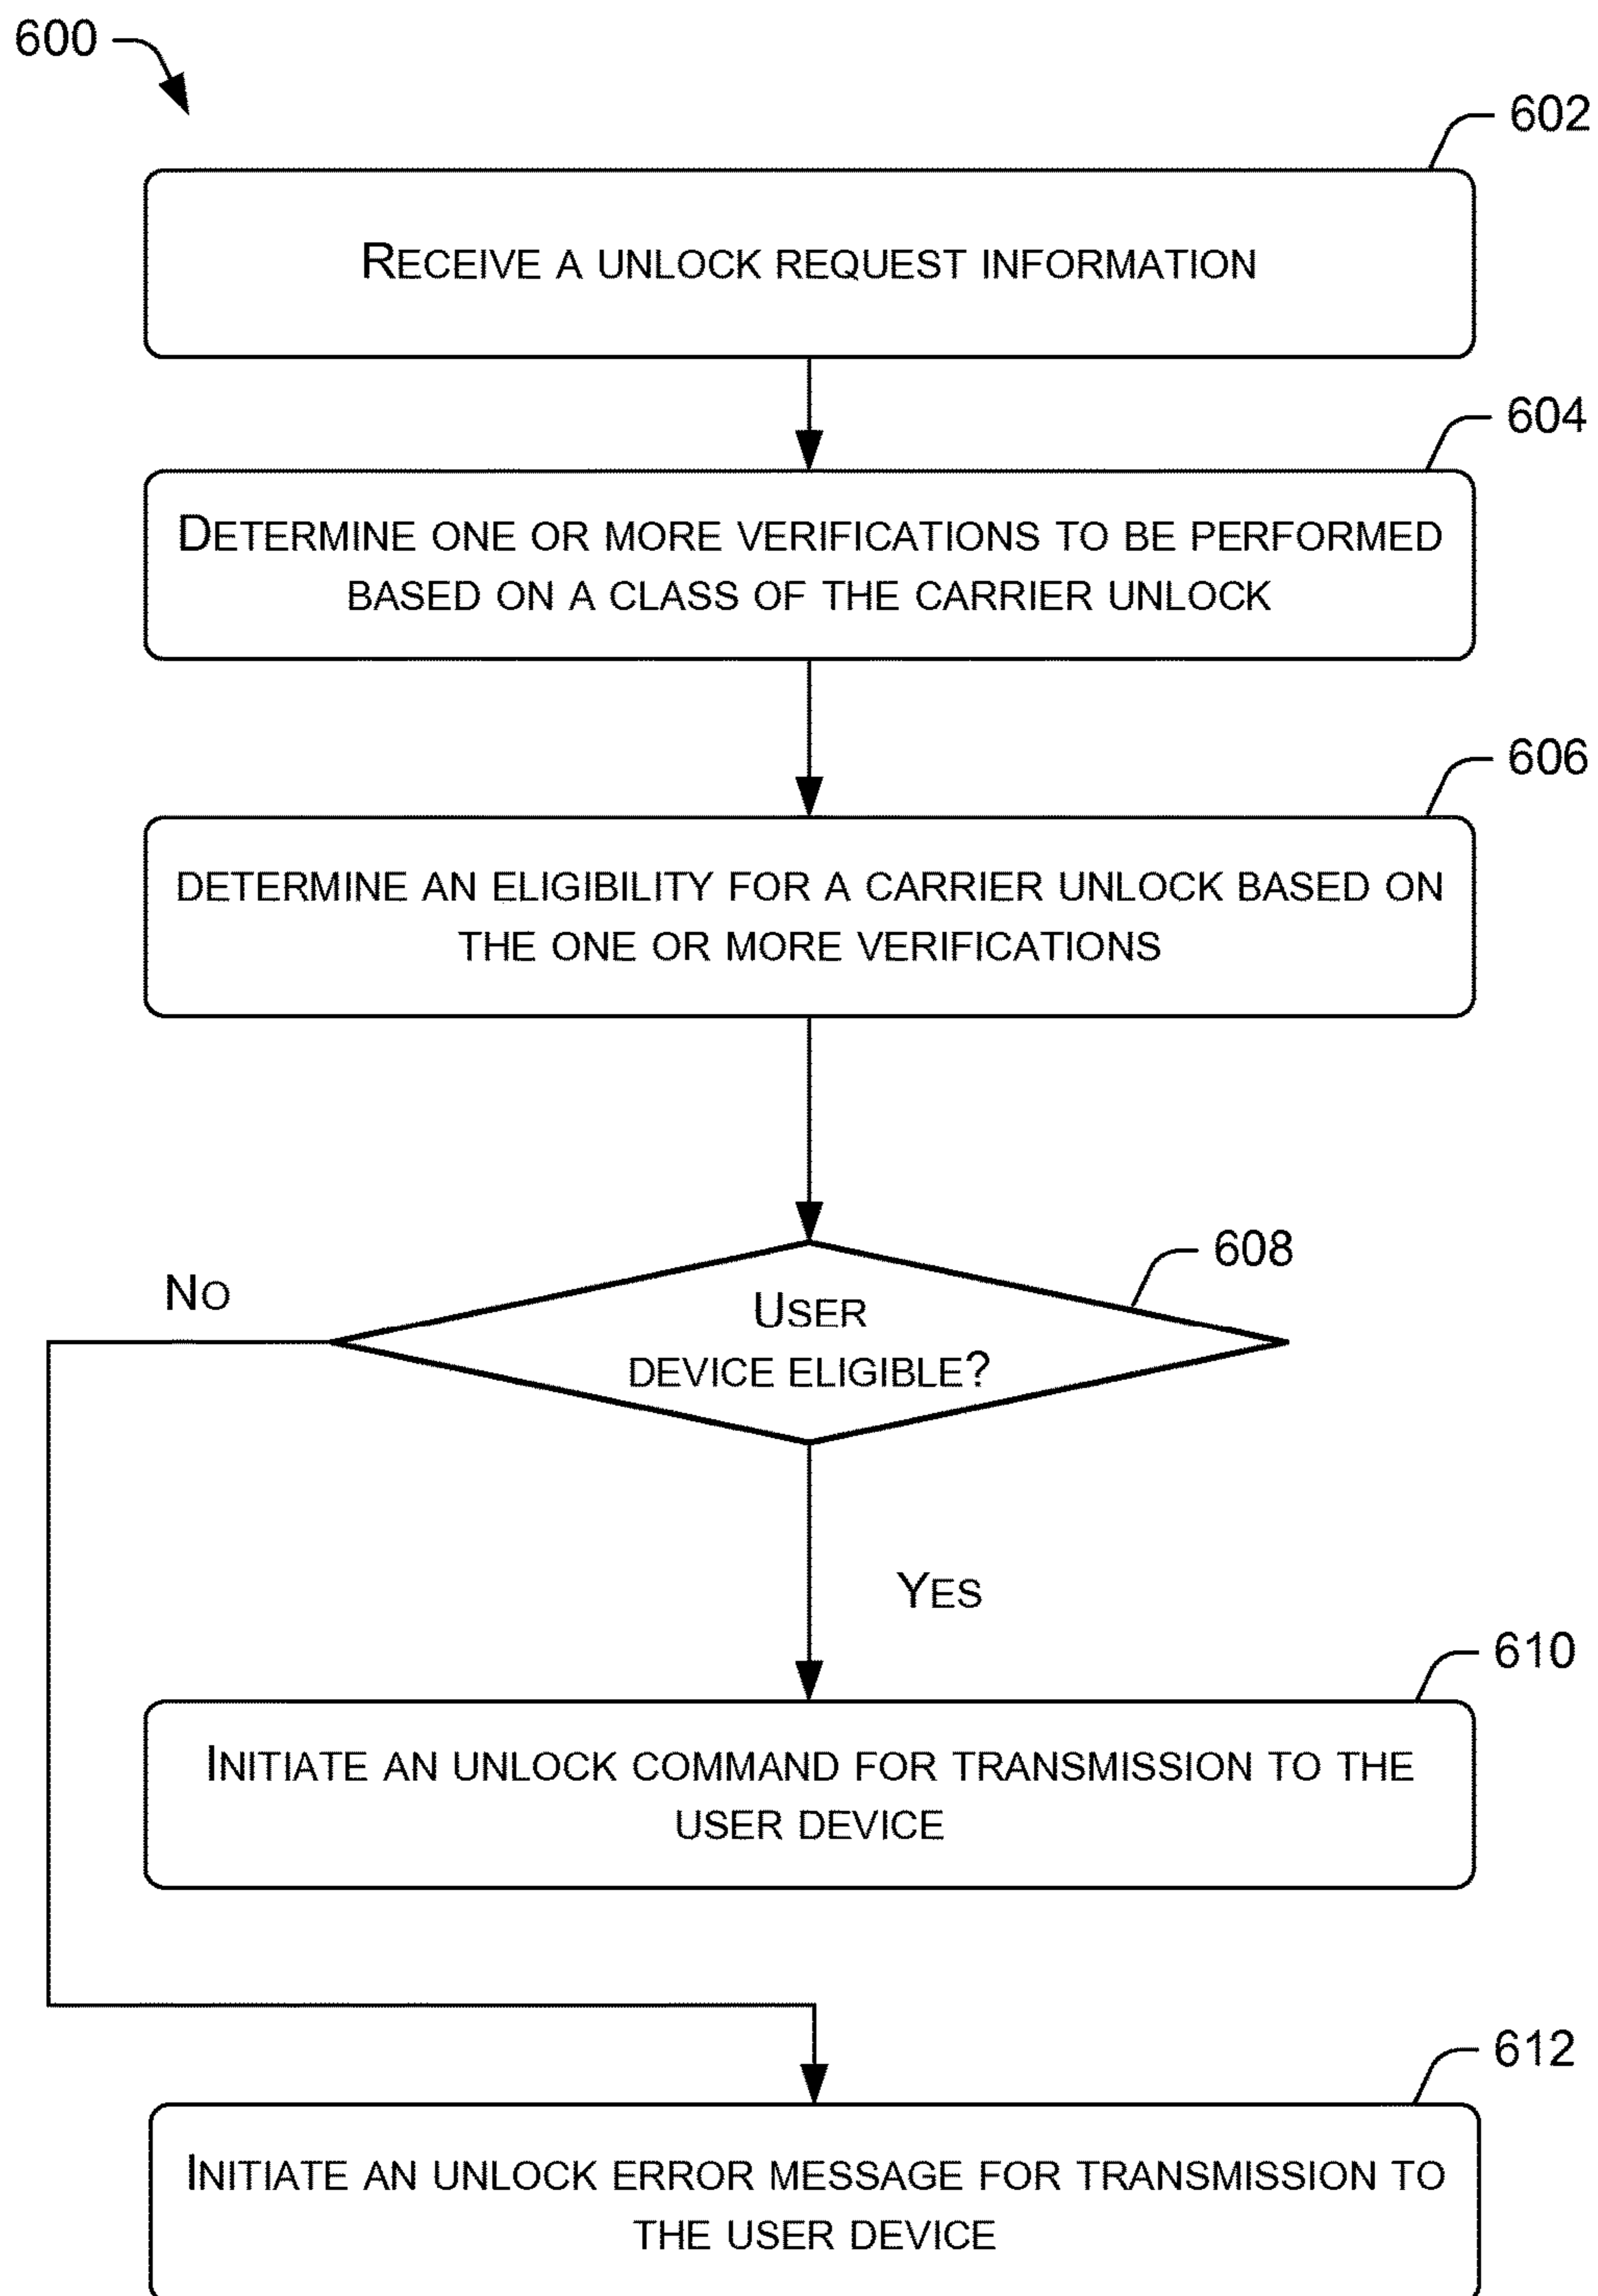 600
602
RECEIVE A UNLOCK REQUEST INFORMATION
604
DETERMINE ONE OR MORE VERIFICATIONS TO BE PERFORMED
BASED ON A CLASS OF THE CARRIER UNLOCK
606
DETERMINE AN ELIGIBILITY FOR A CARRIER UNLOCK BASED ON
THE ONE OR MORE VERIFICATIONS
608
NO
USER
DEVICE ELIGIBLE?
YES
610
INITIATE AN UNLOCK COMMAND FOR TRANSMISSION TO THE
USER DEVICE
612
INITIATE AN UNLOCK ERROR MESSAGE FOR TRANSMISSION TO
THE USER DEVICE